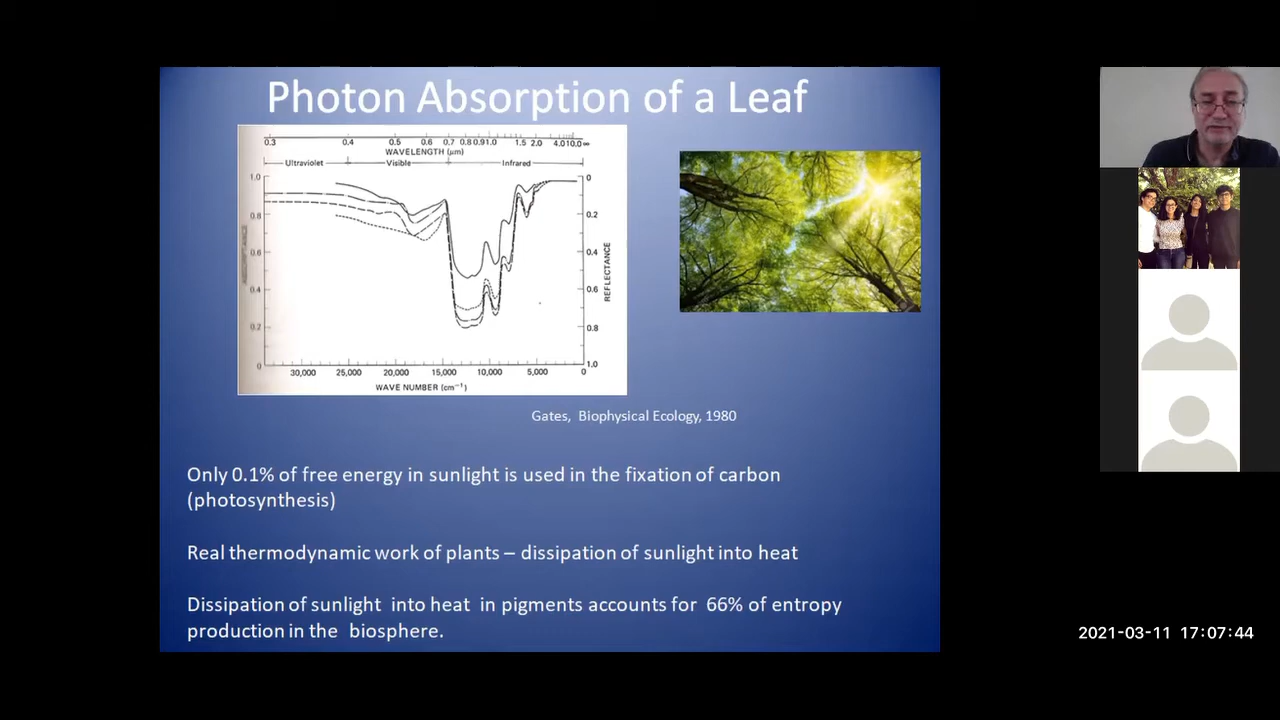 Photon Absorption of a Leaf
0.3 0.4 0.5 0.6 0.7 0.8 0.9 1.0 1.5 2.0 4.0 10.0 ∞
WAVELENGTH (μm)
Ultraviolet Visible Infrared
1.0 0
0.8 0.2
0.6 0.4
0.4 0.6
0.2 0.8
0 1.0
REFLECTANCE
30,000 25,000 20,000 15,000 10,000 5,000 0
WAVE NUMBER (cm⁻¹)
Gates, Biophysical Ecology, 1980
Only 0.1% of free energy in sunlight is used in the fixation of carbon
(photosynthesis)
Real thermodynamic work of plants – dissipation of sunlight into heat
Dissipation of sunlight into heat in pigments accounts for 66% of entropy
production in the biosphere.
2021-03-11 17:07:44